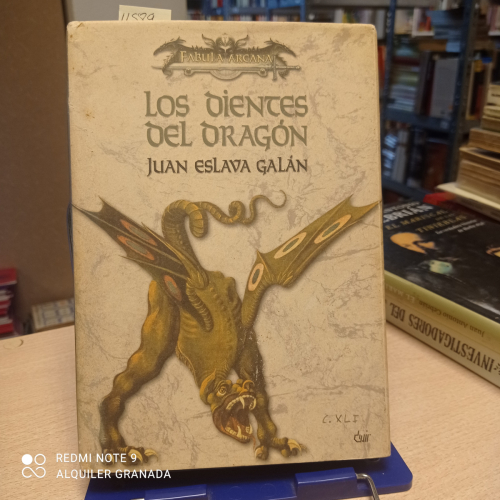 FABULA ARCANA
LOS DIENTES
DEL DRAGÓN
JUAN ESLAVA GALÁN
C. XLI
INVESTIGADORES DEL
REDMI NOTE 9
ALQUILER GRANADA